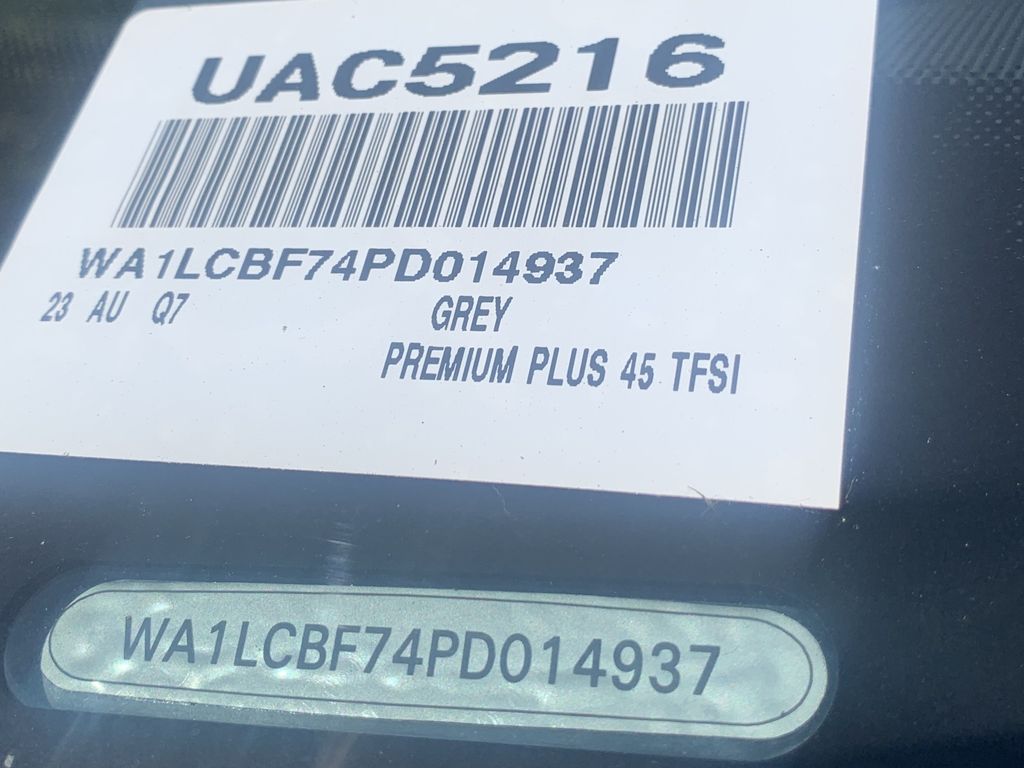 UAC5216
WA1LCBF74PD014937
23 AU Q7 GREY
PREMIUM PLUS 45 TFSI
WA1LCBF74PD014937